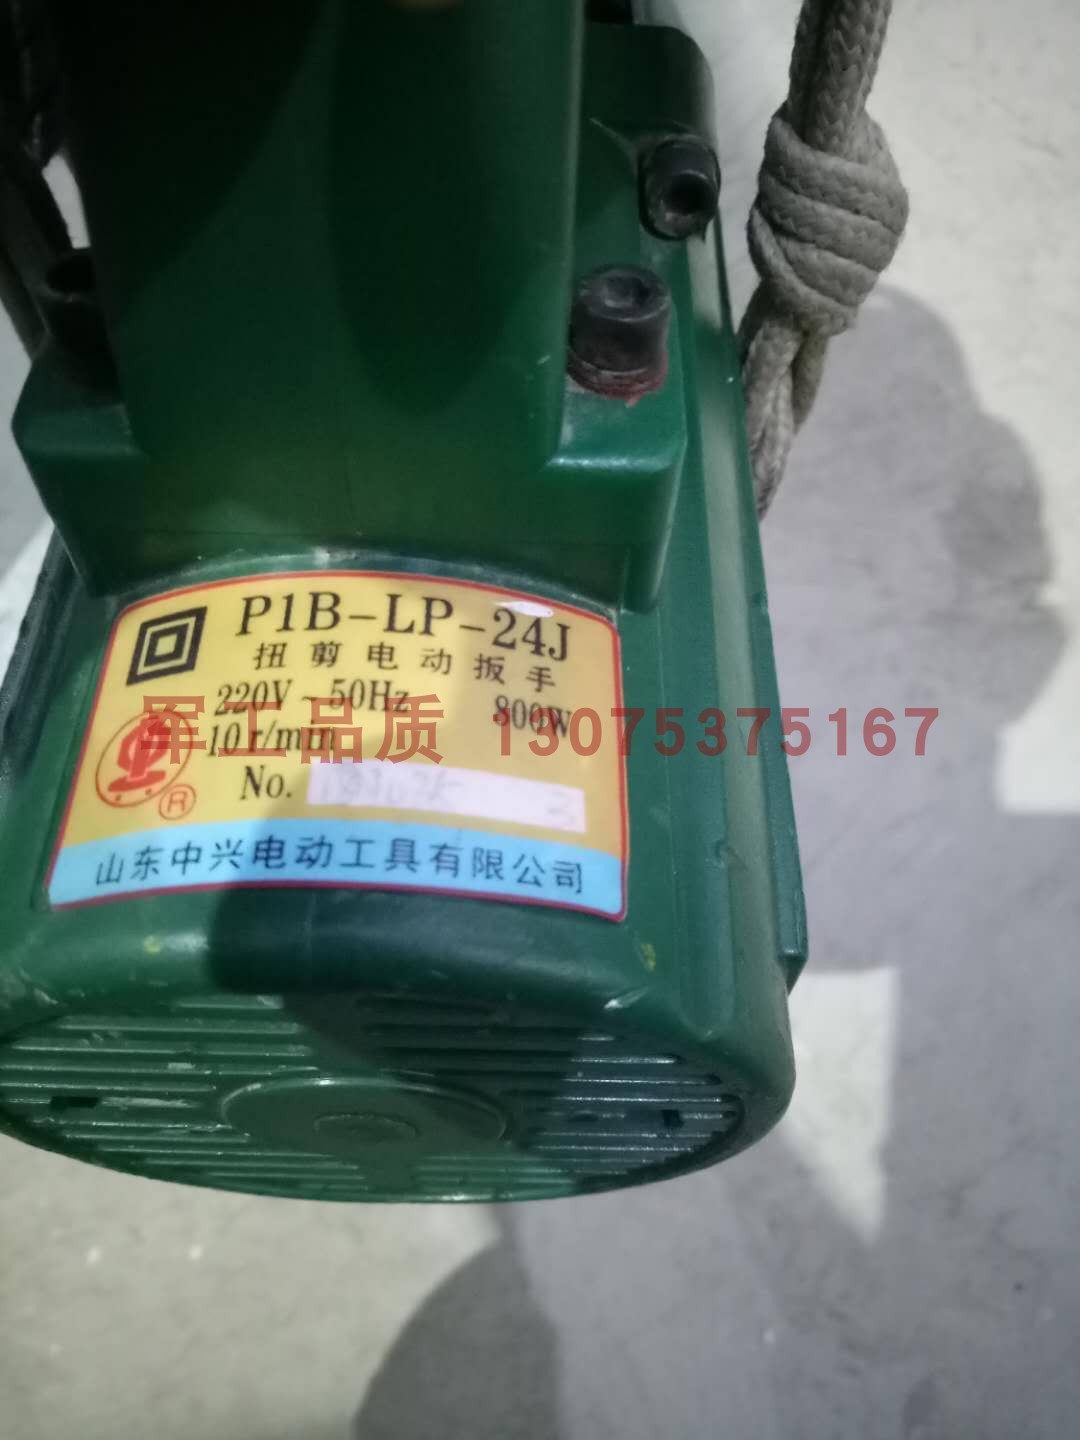 P1B-LP-24J
扭剪电动扳手
220V~50Hz 800W
10r/min
军工品质 13075375167
No.
R
山东中兴电动工具有限公司